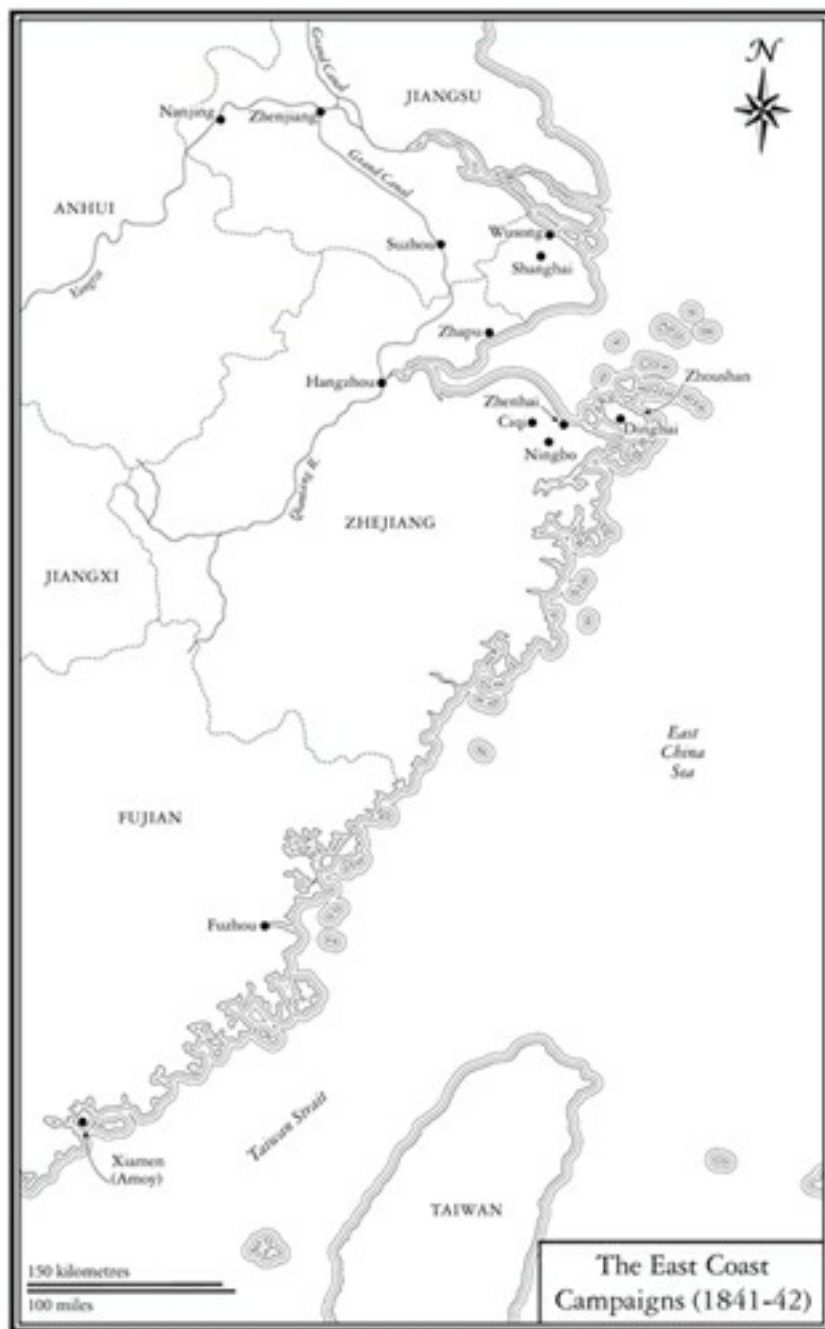 N
Grand Canal
JIANGSU
Nanjing
Zhenjiang
Grand Canal
ANHUI
Yangzi
Suzhou
Wusong
Shanghai
Zhapu
Hangzhou
Zhoushan
Zhenhai
Ciqi
Dinghai
Ningbo
Qiantang R.
ZHEJIANG
JIANGXI
East
China
Sea
FUJIAN
Fuzhou
Taiwan Strait
Xiamen
(Amoy)
TAIWAN
150 kilometres
100 miles
The East Coast
Campaigns (1841-42)